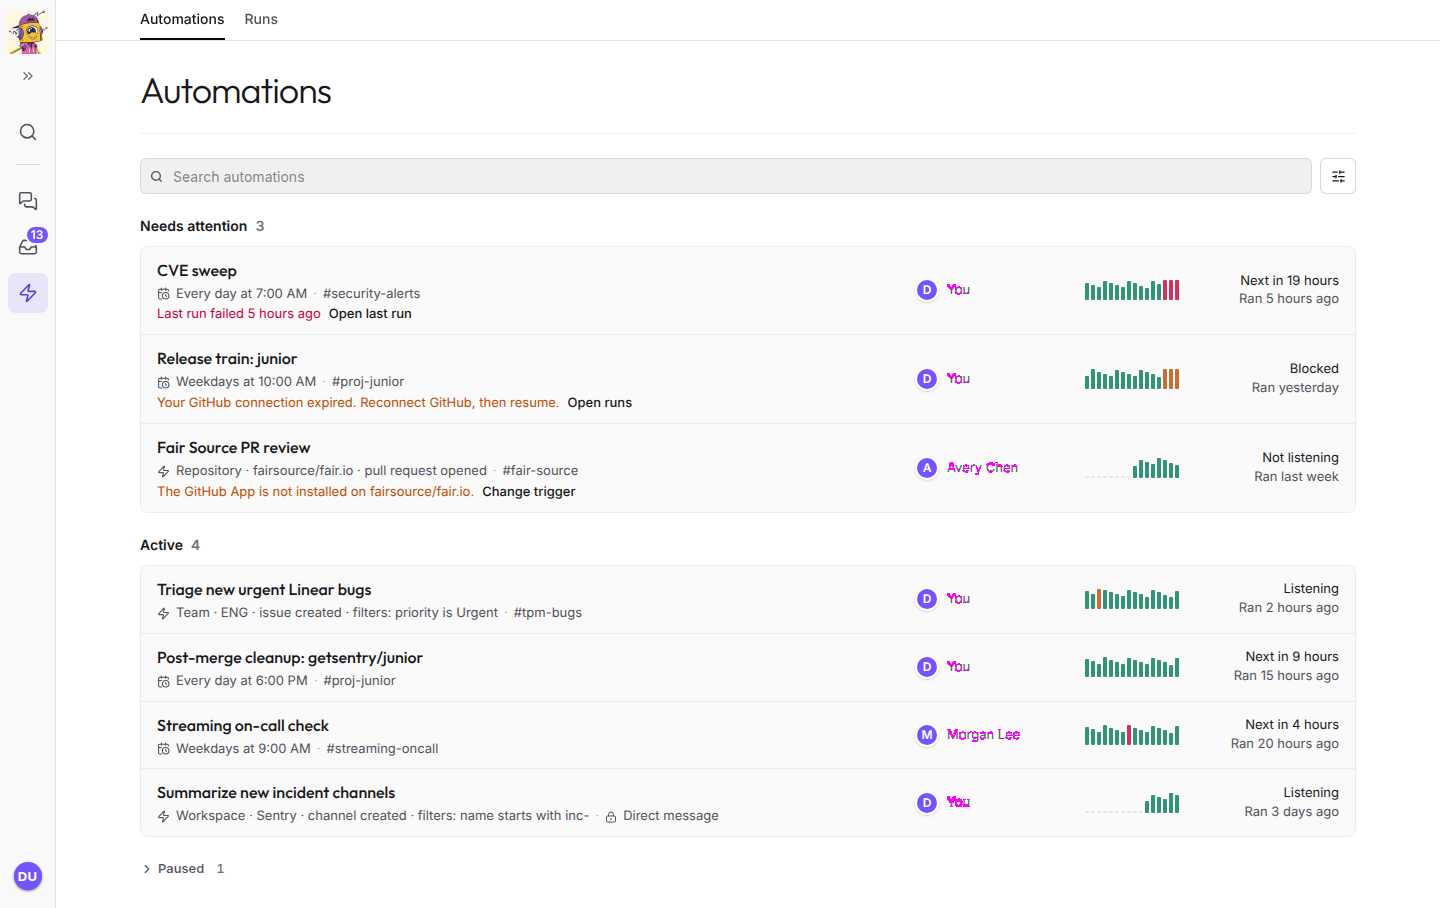 Automations Runs
Automations
Search automations
13
Needs attention 3
CVE sweep
Every day at 7:00 AM · #security-alerts
Last run failed 5 hours ago Open last run
D You
Next in 19 hours
Ran 5 hours ago
Release train: junior
Weekdays at 10:00 AM · #proj-junior
Your GitHub connection expired. Reconnect GitHub, then resume. Open runs
D You
Blocked
Ran yesterday
Fair Source PR review
Repository · fairsource/fair.io · pull request opened · #fair-source
The GitHub App is not installed on fairsource/fair.io. Change trigger
A Avery Chen
Not listening
Ran last week
Active 4
Triage new urgent Linear bugs
Team · ENG · issue created · filters: priority is Urgent · #tpm-bugs
D You
Listening
Ran 2 hours ago
Post-merge cleanup: getsentry/junior
Every day at 6:00 PM · #proj-junior
D You
Next in 9 hours
Ran 15 hours ago
Streaming on-call check
Weekdays at 9:00 AM · #streaming-oncall
M Morgan Lee
Next in 4 hours
Ran 20 hours ago
Summarize new incident channels
Workspace · Sentry · channel created · filters: name starts with inc- · Direct message
D You
Listening
Ran 3 days ago
Paused 1
DU